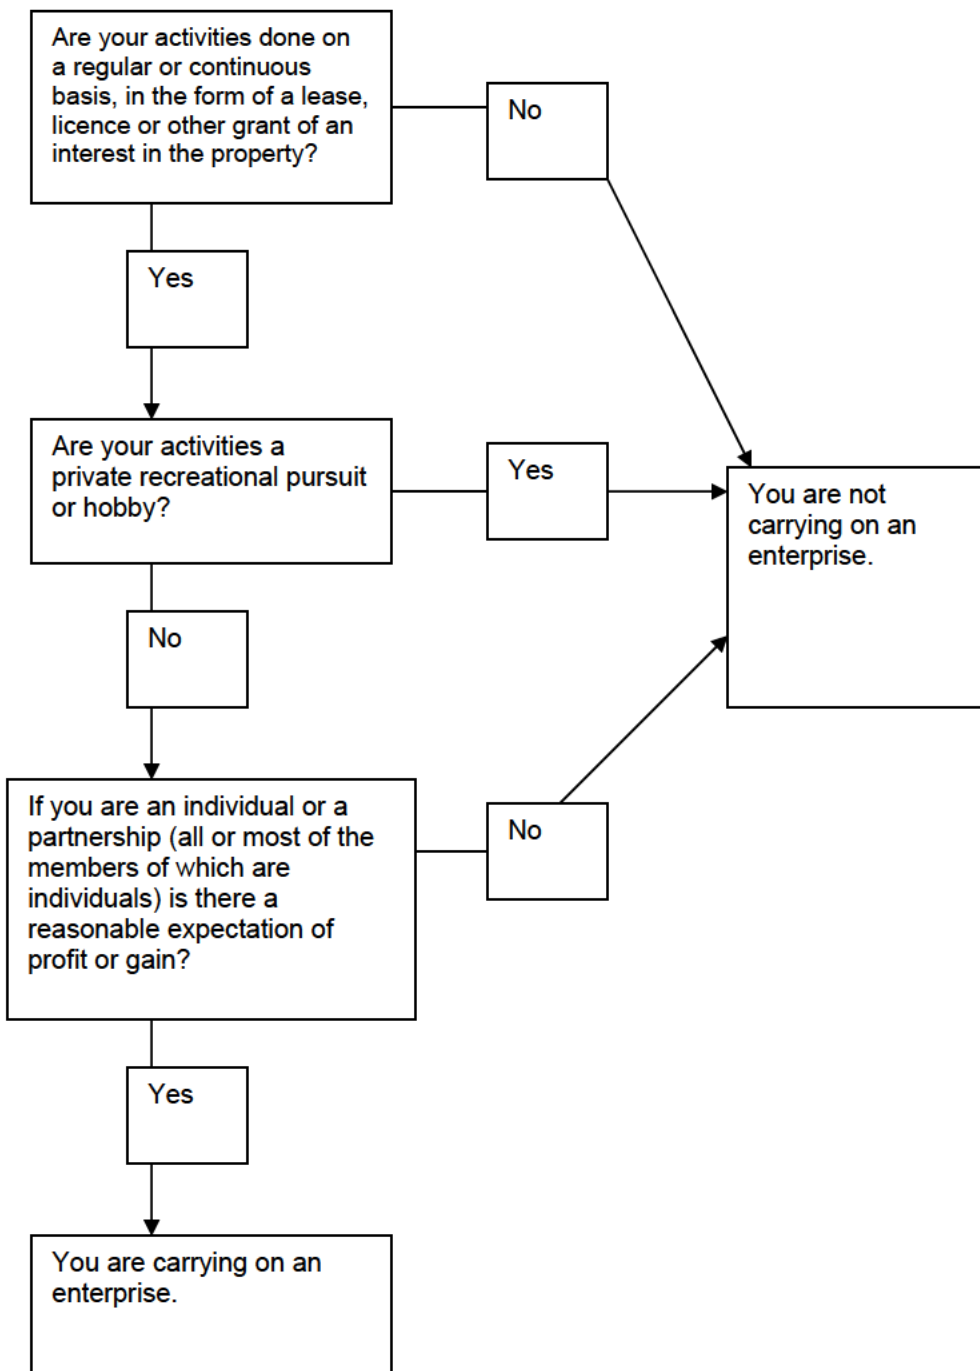 Are your activities done on
a regular or continuous
basis, in the form of a lease,
licence or other grant of an
interest in the property?
No
Yes
Are your activities a
private recreational pursuit
or hobby?
Yes
You are not
carrying on an
enterprise.
No
If you are an individual or a
partnership (all or most of the
members of which are
individuals) is there a
reasonable expectation of
profit or gain?
No
Yes
You are carrying on an
enterprise.